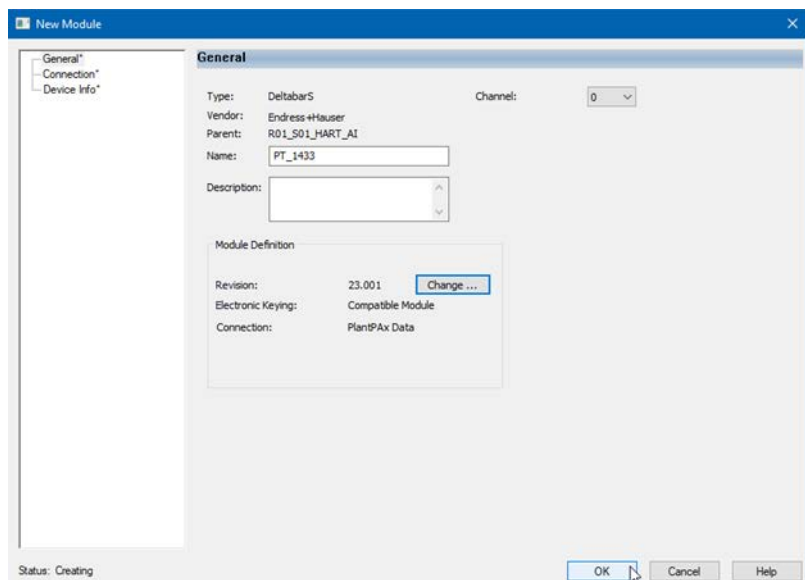 New Module
General*
Connection*
Device Info*
General
Type: DeltabarS Channel: 0
Vendor: Endress+Hauser
Parent: R01_S01_HART_AI
Name: PT_1433
Description:
Module Definition
Revision: 23.001 Change ...
Electronic Keying: Compatible Module
Connection: PlantPAx Data
Status: Creating OK Cancel Help